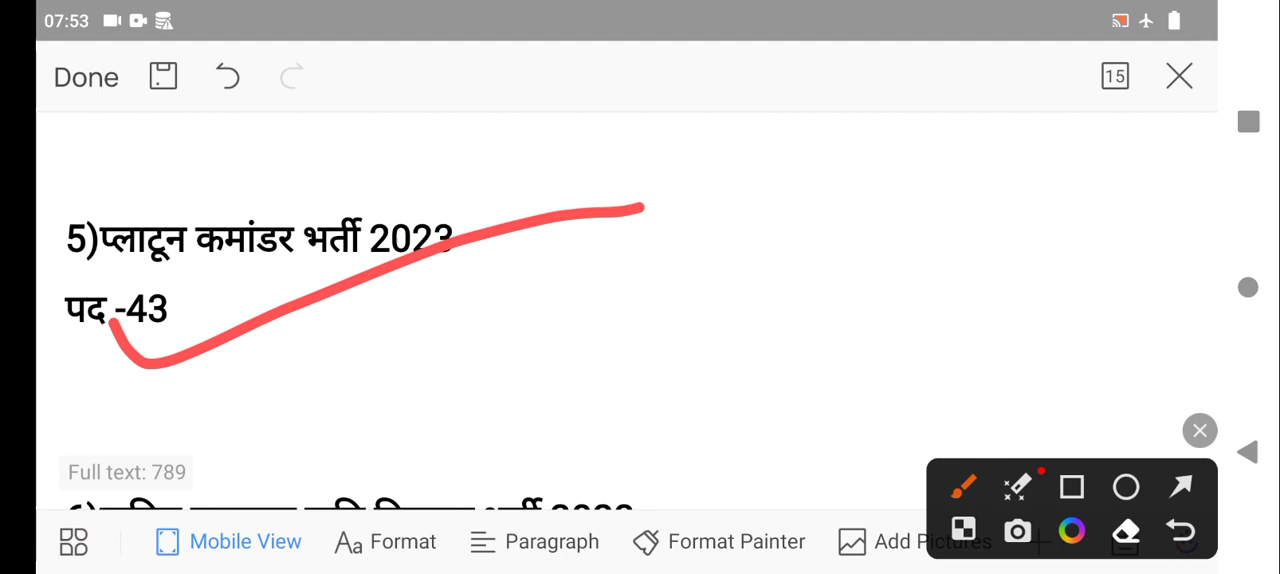 07:53
Done
15
5)प्लाटून कमांडर भर्ती 2023
पद -43
Full text: 789
Mobile View
Format
Paragraph
Format Painter
Add Pictures